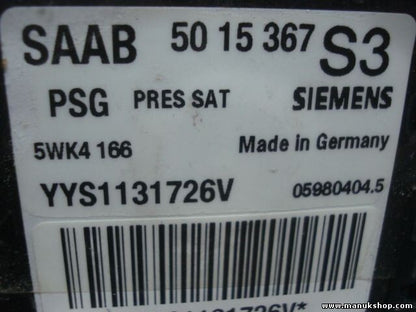 SAAB 50 15 367 S3
PSG PRES SAT SIEMENS
5WK4 166 Made in Germany
YYS1131726V 05980404.5
1131726V*
www.manukshop.com